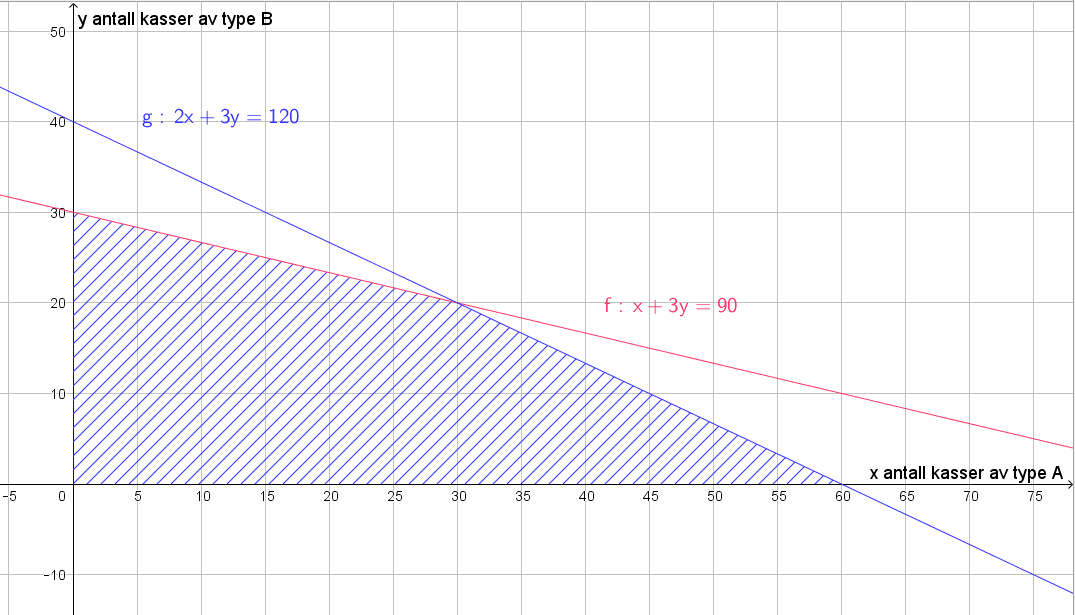 y antall kasser av type B
50
g : 2x + 3y = 120
40
30
20
f : x + 3y = 90
10
x antall kasser av type A
-5 0 5 10 15 20 25 30 35 40 45 50 55 60 65 70 75
-10